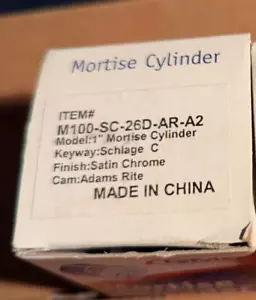 Mortise Cylinder
ITEM#
M100-SC-26D-AR-A2
Model:1" Mortise Cylinder
Keyway:Schlage C
Finish:Satin Chrome
Cam:Adams Rite
MADE IN CHINA